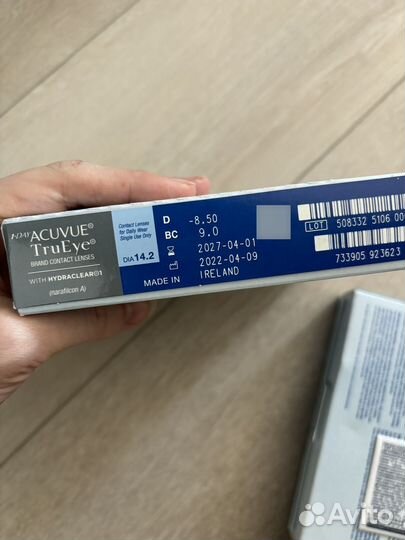 1-DAY ACUVUE®
TruEye®
BRAND CONTACT LENSES
WITH HYDRACLEAR®1
(narafilcon A)
Contact Lenses
for Daily Wear
Single Use Only
DIA 14.2
D -8.50
BC 9.0
2027-04-01
2022-04-09
MADE IN IRELAND
LOT 508332 5106 00
733905 923623
Avito